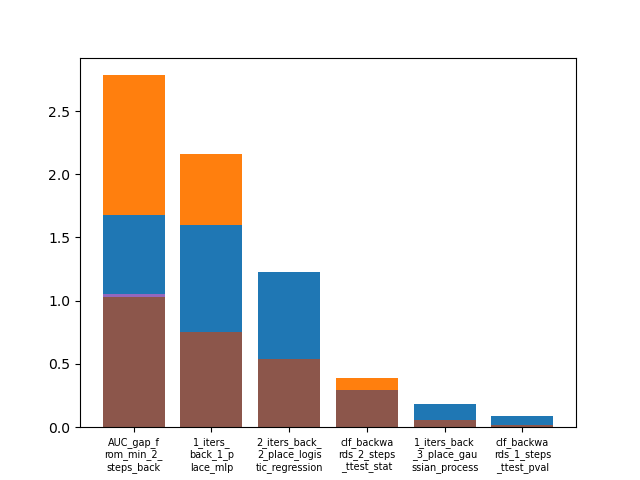 2.5
2.0
1.5
1.0
0.5
0.0
AUC_gap_f
rom_min_2_
steps_back
1_iters_
back_1_p
lace_mlp
2_iters_back_
2_place_logis
tic_regression
clf_backwa
rds_2_steps
_ttest_stat
1_iters_back
_3_place_gau
ssian_process
clf_backwa
rds_1_steps
_ttest_pval